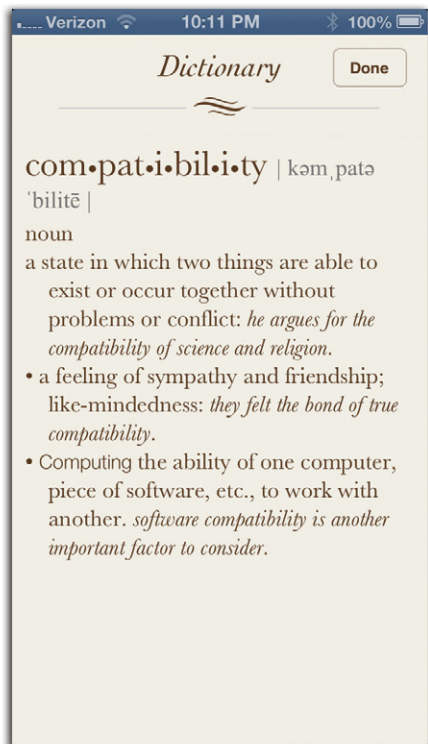 Verizon 10:11 PM 100%
Dictionary Done
com•pat•i•bil•i•ty | kəmˌpatə
ˈbilitē |
noun
a state in which two things are able to
exist or occur together without
problems or conflict: he argues for the
compatibility of science and religion.
• a feeling of sympathy and friendship;
like-mindedness: they felt the bond of true
compatibility.
• Computing the ability of one computer,
piece of software, etc., to work with
another. software compatibility is another
important factor to consider.